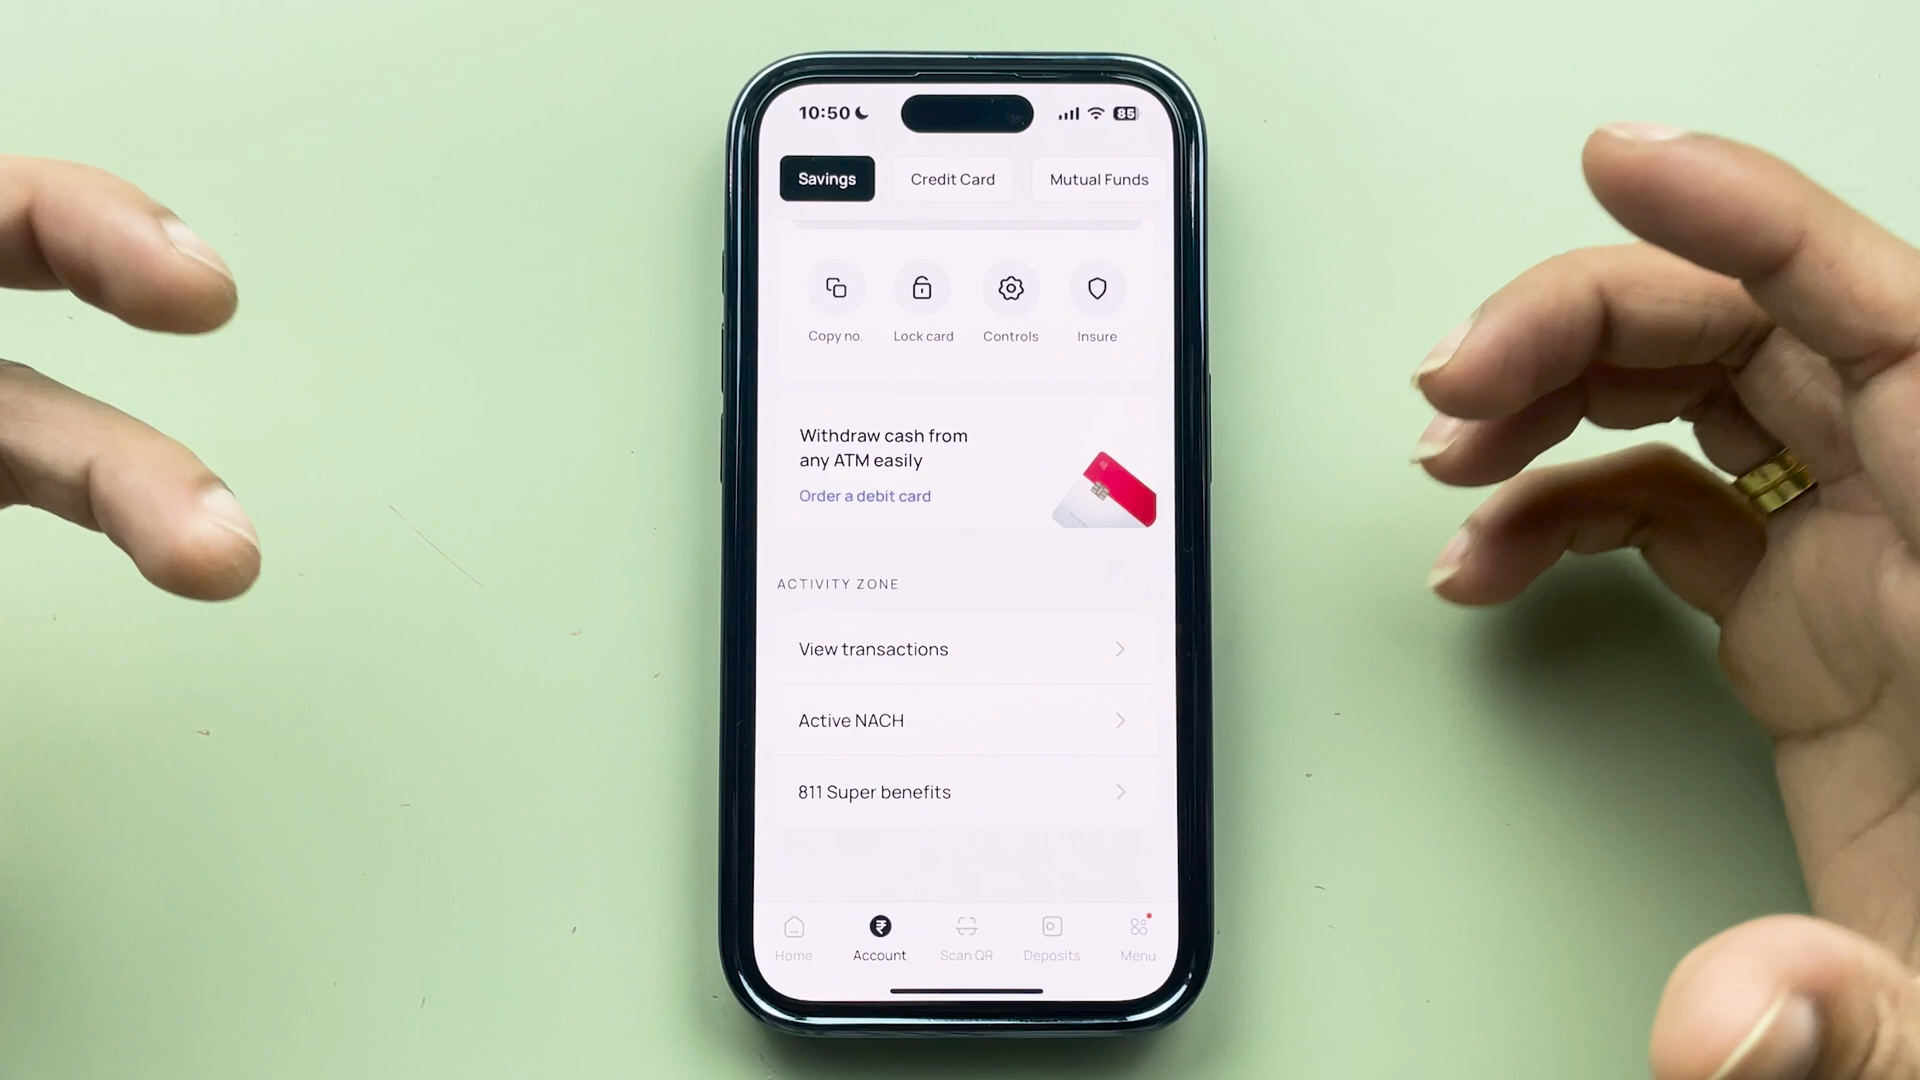 10:50
85
Savings
Credit Card
Mutual Funds
Copy no.
Lock card
Controls
Insure
Withdraw cash from
any ATM easily
Order a debit card
ACTIVITY ZONE
View transactions
Active NACH
811 Super benefits
Home
Account
Scan QR
Deposits
Menu